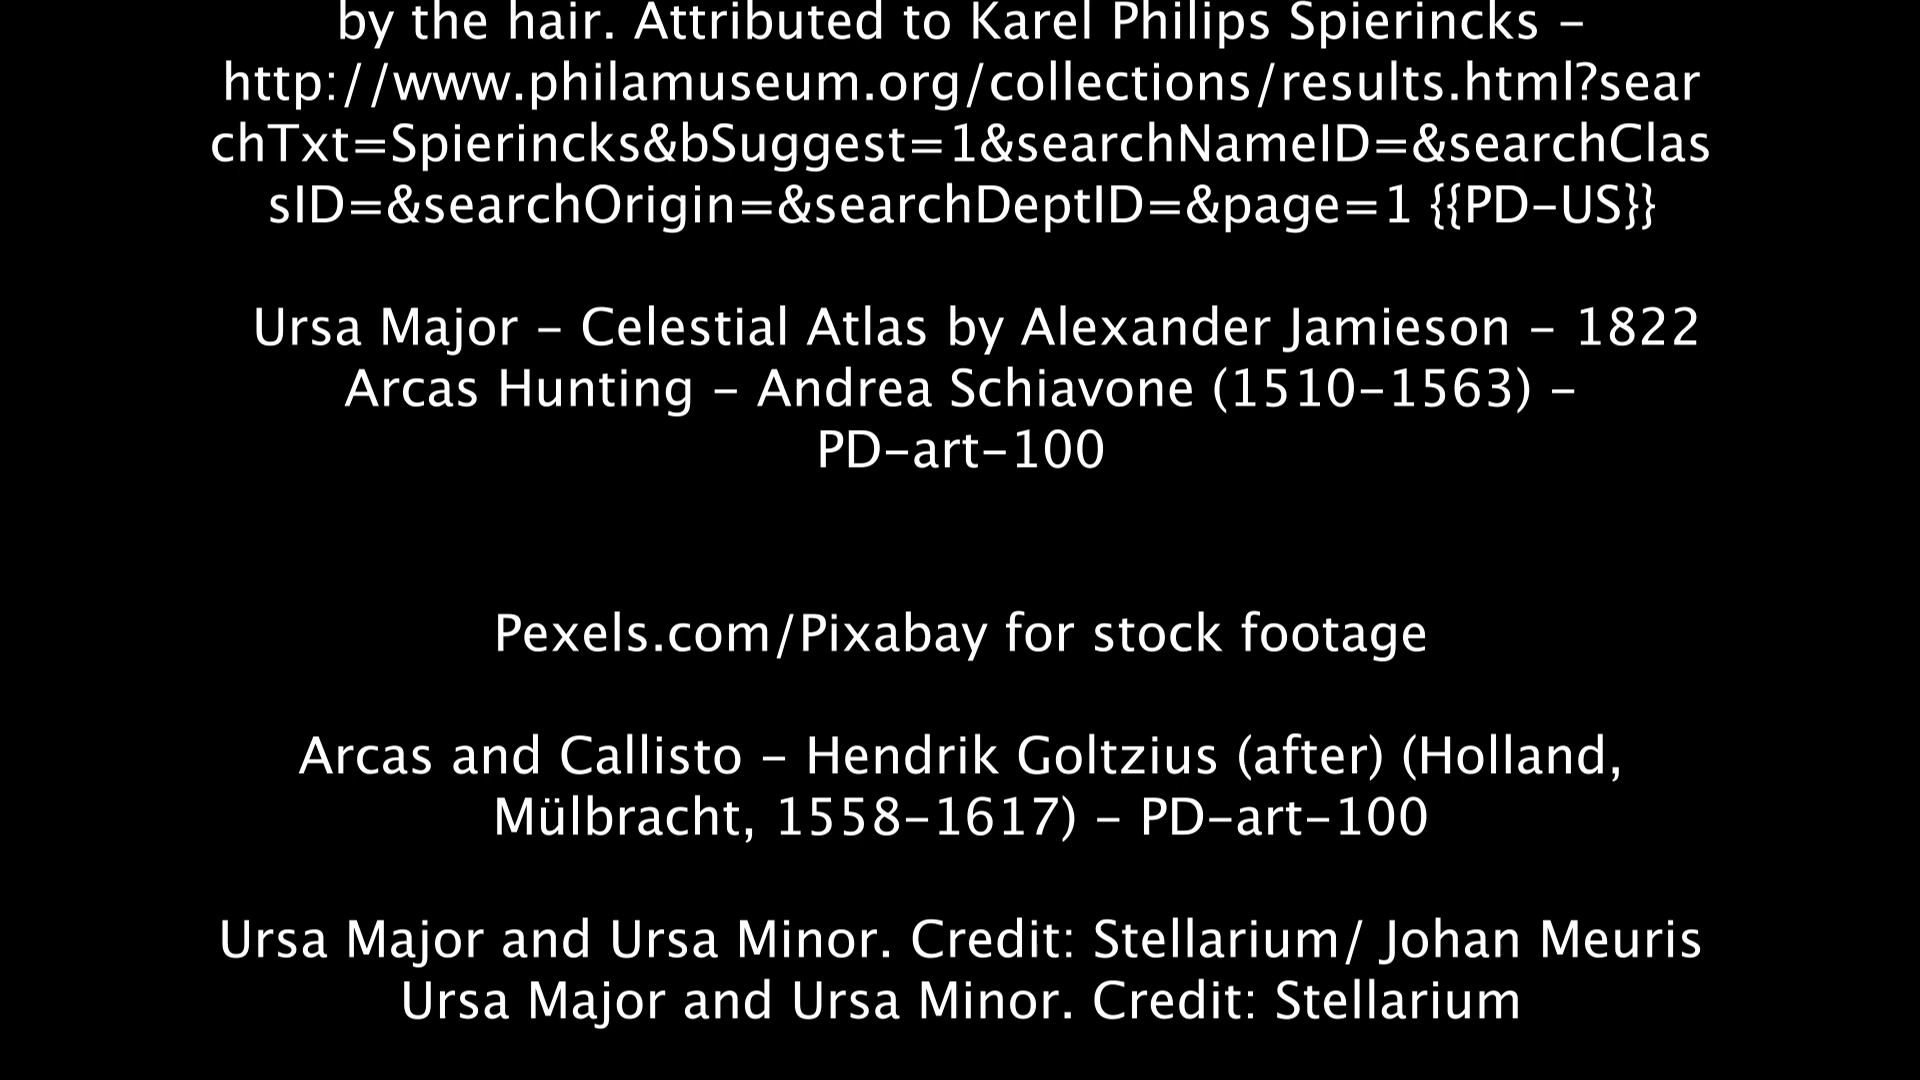 by the hair. Attributed to Karel Philips Spierincks –
http://www.philamuseum.org/collections/results.html?sear
chTxt=Spierincks&bSuggest=1&searchNameID=&searchClas
sID=&searchOrigin=&searchDeptID=&page=1 {{PD-US}}
Ursa Major – Celestial Atlas by Alexander Jamieson – 1822
Arcas Hunting – Andrea Schiavone (1510-1563) –
PD-art-100
Pexels.com/Pixabay for stock footage
Arcas and Callisto – Hendrik Goltzius (after) (Holland,
Mülbracht, 1558-1617) – PD-art-100
Ursa Major and Ursa Minor. Credit: Stellarium/ Johan Meuris
Ursa Major and Ursa Minor. Credit: Stellarium